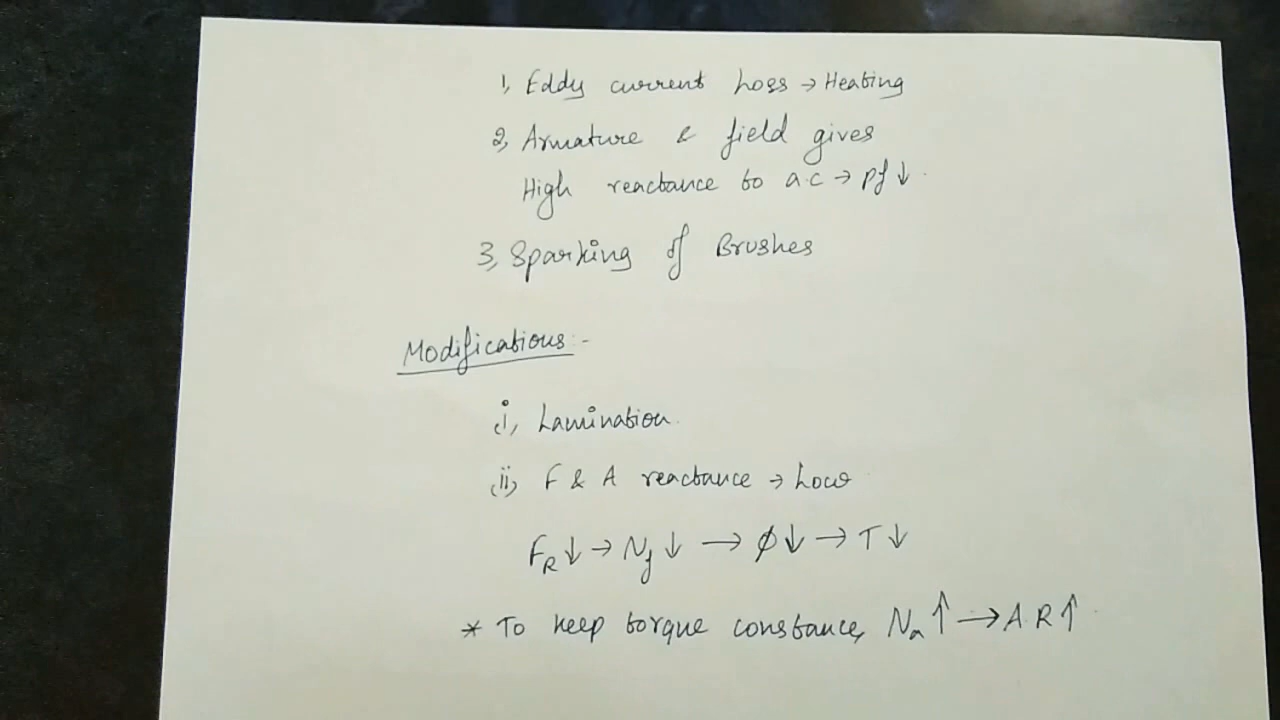 1, Eddy current Loss → Heating
2, Armature & field gives
High reactance to a.c → pf ↓.
3, Sparking of Brushes
Modifications:-
i, Lamination.
ii, F & A reactance → Low
F_R ↓ → N_f ↓ → φ ↓ → T ↓
* To keep torque constance, N_a ↑ → A.R ↑